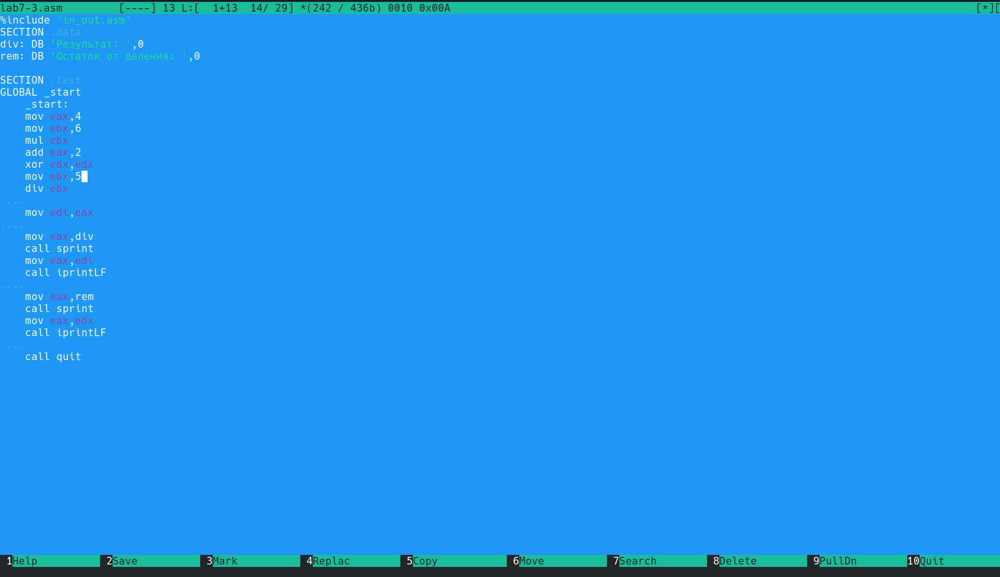 lab7-3.asm [----] 13 L:[ 1+13 14/ 29] *(242 / 436b) 0010 0x00A [*][
%include 'in_out.asm'
SECTION .data
div: DB 'Результат: ',0
rem: DB 'Остаток от деления: ',0
SECTION .text
GLOBAL _start
    _start:
    mov eax,4
    mov ebx,6
    mul ebx
    add eax,2
    xor edx,edx
    mov ebx,5
    div ebx
....
    mov edi,eax
....
    mov eax,div
    call sprint
    mov eax,edi
    call iprintLF
....
    mov eax,rem
    call sprint
    mov eax,edx
    call iprintLF
....
    call quit
1Help 2Save 3Mark 4Replac 5Copy 6Move 7Search 8Delete 9PullDn 10Quit